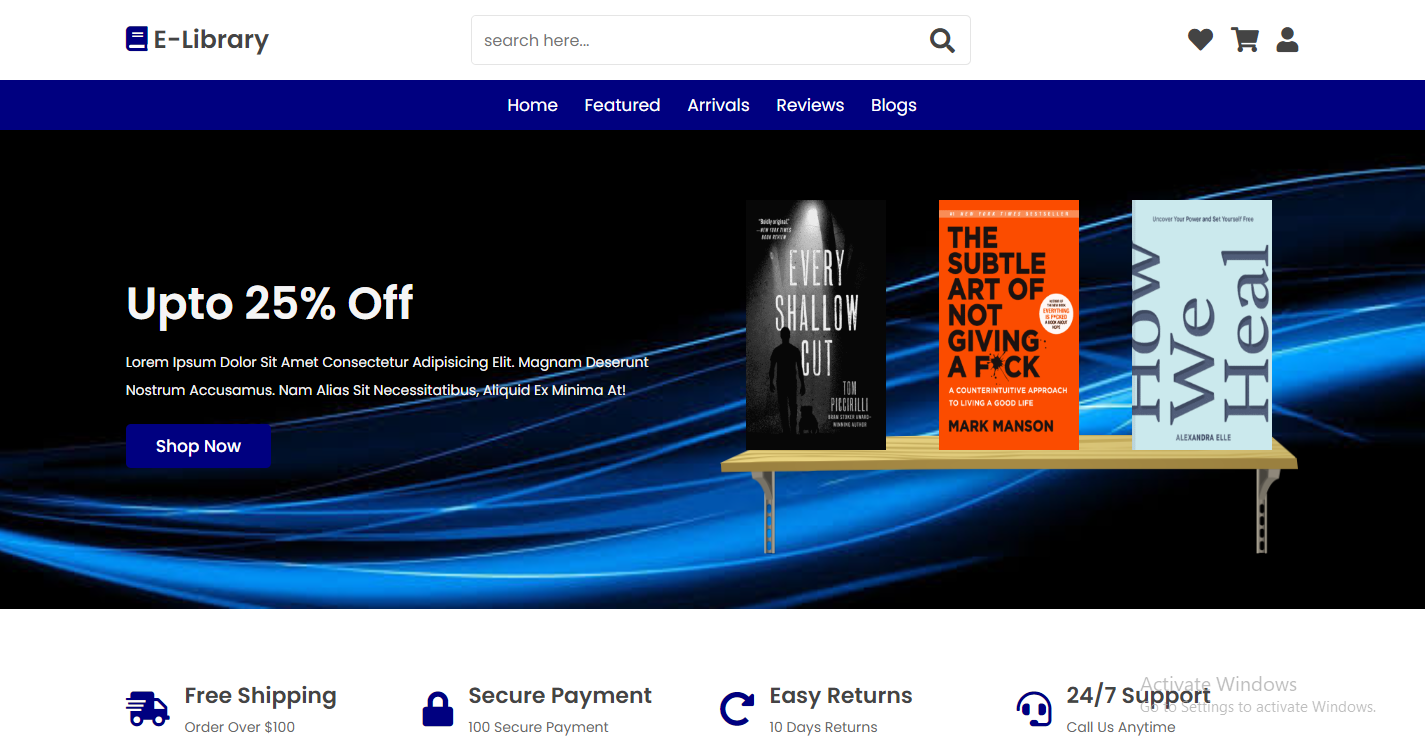 E-Library
search here...
Home Featured Arrivals Reviews Blogs
Upto 25% Off
Lorem Ipsum Dolor Sit Amet Consectetur Adipisicing Elit. Magnam Deserunt
Nostrum Accusamus. Nam Alias Sit Necessitatibus, Aliquid Ex Minima At!
Shop Now
"Boldly original."
—NEW YORK TIMES
BOOK REVIEW
EVERY
SHALLOW
CUT
TOM
PICCIRILLI
BRAM STOKER AWARD-
WINNING AUTHOR
#1 NEW YORK TIMES BESTSELLER
THE
SUBTLE
ART OF
NOT
GIVING
A F*CK
AUTHOR OF
THE NEW BOOK
EVERYTHING
IS F*CKED
A BOOK ABOUT
HOPE
A COUNTERINTUITIVE APPROACH
TO LIVING A GOOD LIFE
MARK MANSON
Uncover Your Power and Set Yourself Free
How
We
Heal
ALEXANDRA ELLE
Free Shipping
Order Over $100
Secure Payment
100 Secure Payment
Easy Returns
10 Days Returns
24/7 Support
Call Us Anytime
Activate Windows
Go to Settings to activate Windows.